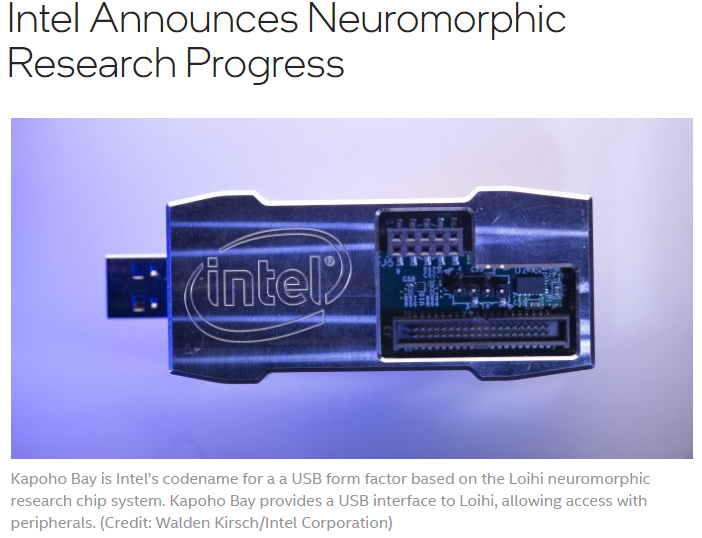 Intel Announces Neuromorphic
Research Progress
intel®
J3
Kapoho Bay is Intel's codename for a a USB form factor based on the Loihi neuromorphic
research chip system. Kapoho Bay provides a USB interface to Loihi, allowing access with
peripherals. (Credit: Walden Kirsch/Intel Corporation)